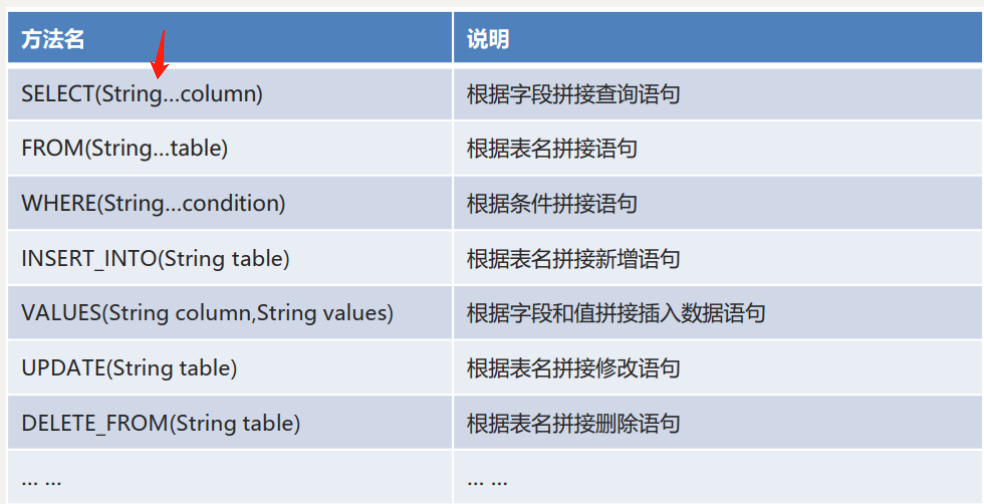 方法名 说明
SELECT(String...column) 根据字段拼接查询语句
FROM(String...table) 根据表名拼接语句
WHERE(String...condition) 根据条件拼接语句
INSERT_INTO(String table) 根据表名拼接新增语句
VALUES(String column,String values) 根据字段和值拼接插入数据语句
UPDATE(String table) 根据表名拼接修改语句
DELETE_FROM(String table) 根据表名拼接删除语句
... ... ... ...